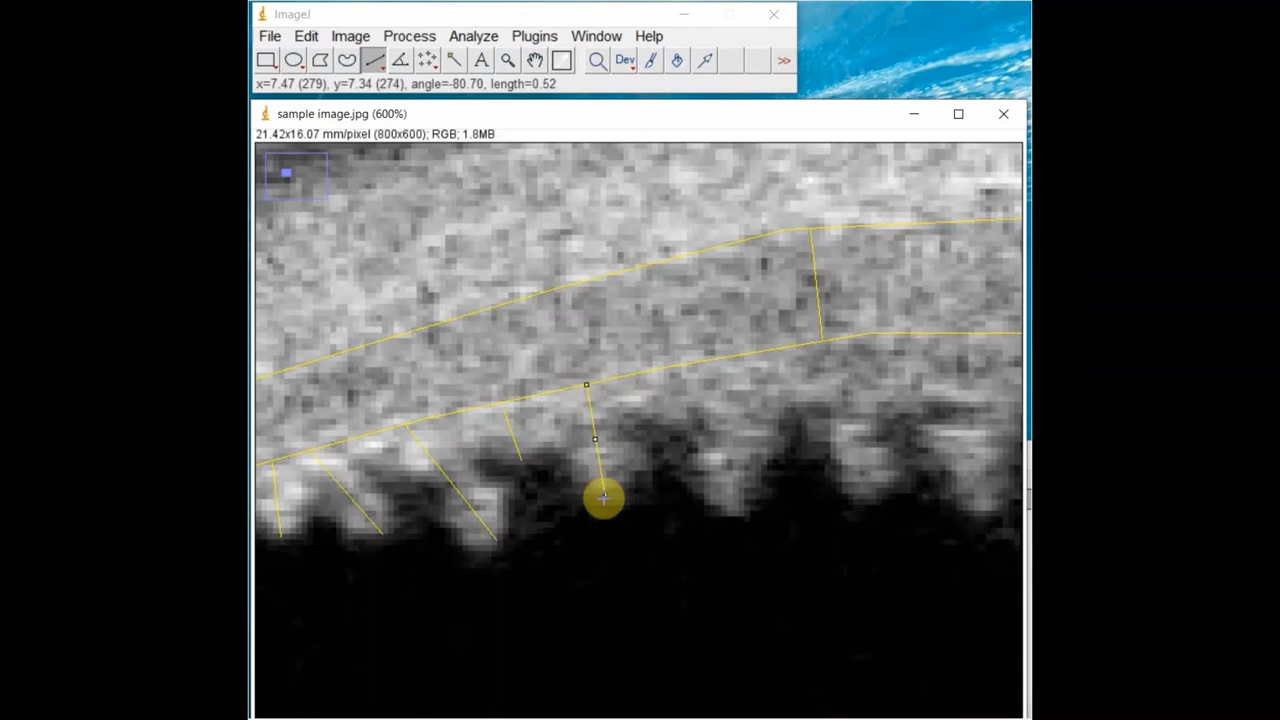 ImageJ
File Edit Image Process Analyze Plugins Window Help
A Dev >>
x=7.47 (279), y=7.34 (274), angle=-80.70, length=0.52
sample image.jpg (600%)
21.42x16.07 mm/pixel (800x600); RGB; 1.8MB